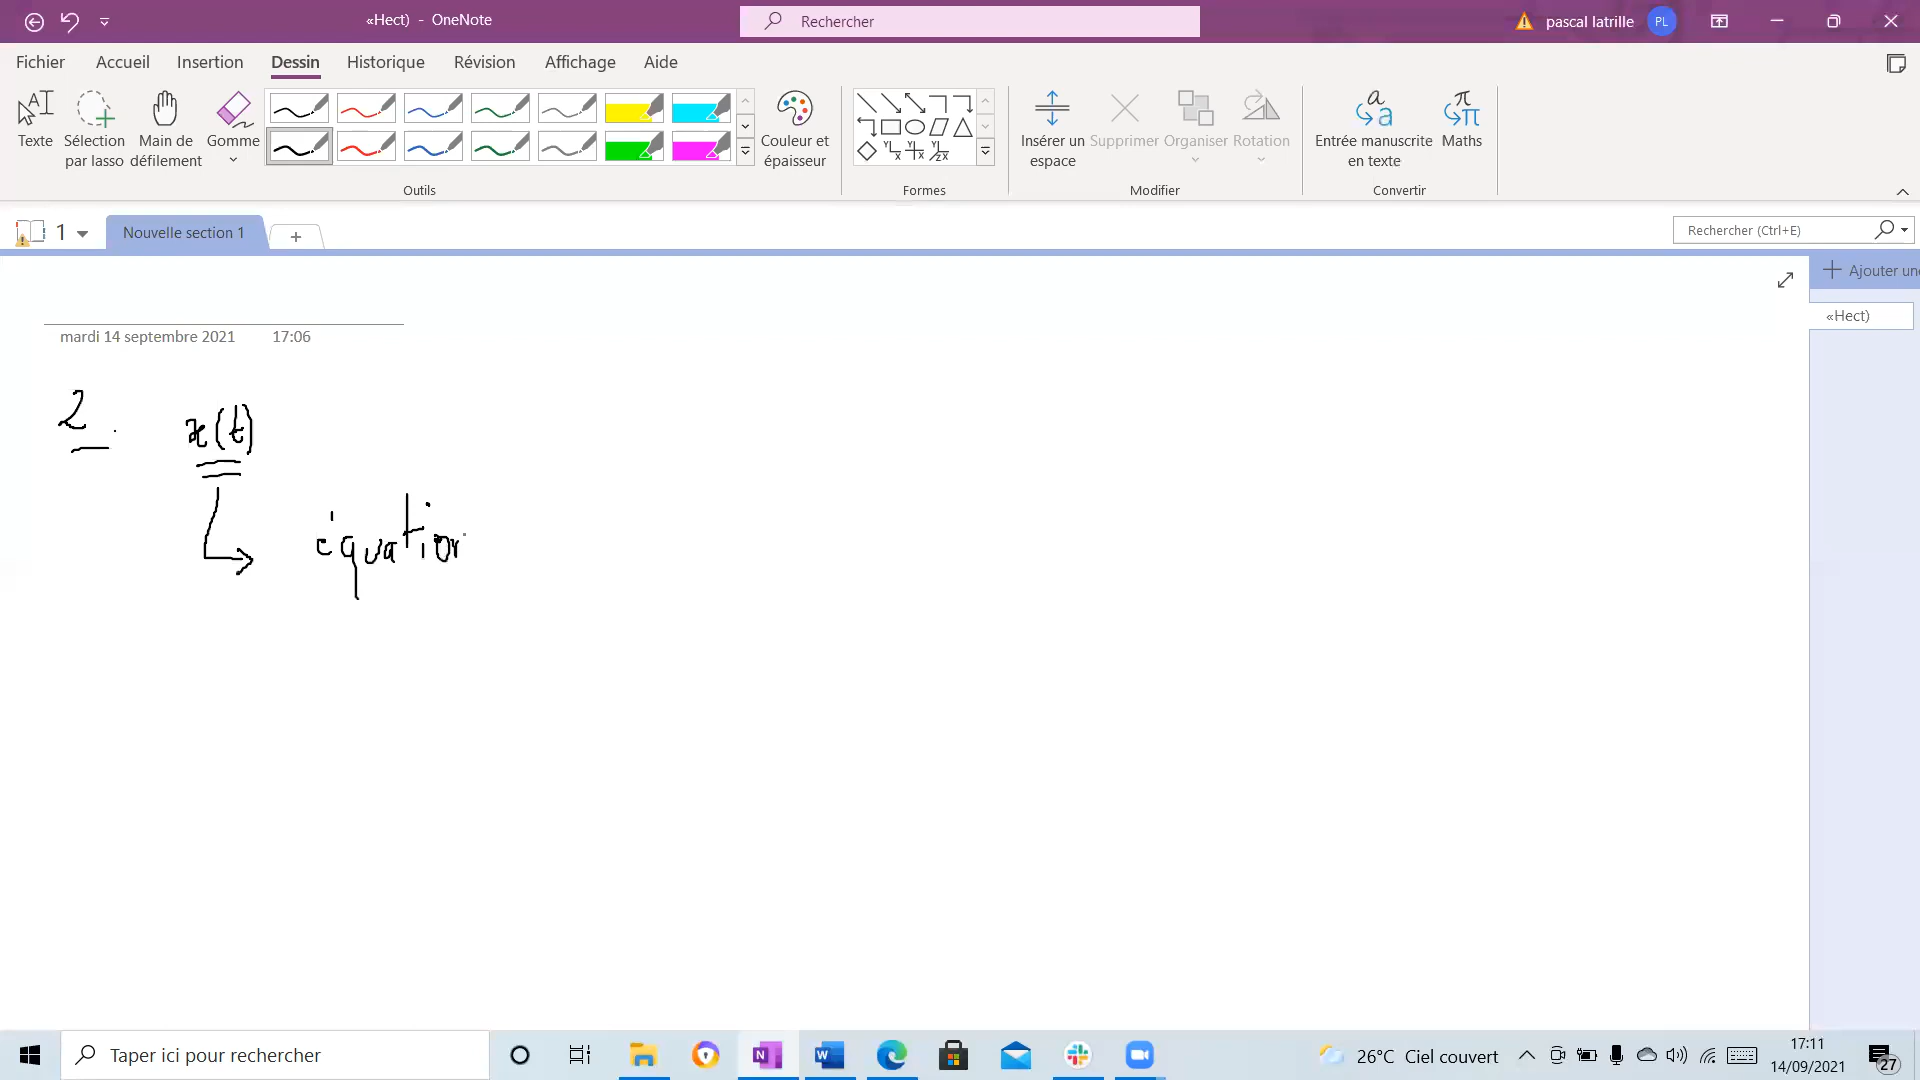 «Hect) - OneNote
Rechercher
pascal latrille
PL
Fichier Accueil Insertion Dessin Historique Révision Affichage Aide
Texte
Sélection par lasso
Main de défilement
Gomme
Couleur et épaisseur
Insérer un espace
Supprimer
Organiser
Rotation
Entrée manuscrite en texte
Maths
Outils
Formes
Modifier
Convertir
1
Nouvelle section 1
Rechercher (Ctrl+E)
Ajouter une
«Hect)
mardi 14 septembre 2021 17:06
2. x(t)
équation
Taper ici pour rechercher
26°C Ciel couvert
17:11
14/09/2021
27